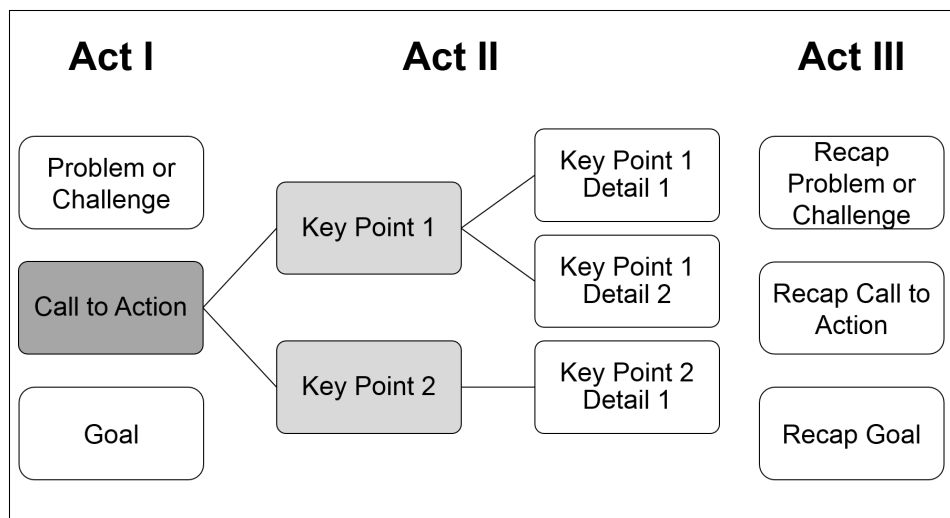 Act I
Act II
Act III
Problem or
Challenge
Call to Action
Goal
Key Point 1
Key Point 2
Key Point 1
Detail 1
Key Point 1
Detail 2
Key Point 2
Detail 1
Recap
Problem or
Challenge
Recap Call to
Action
Recap Goal